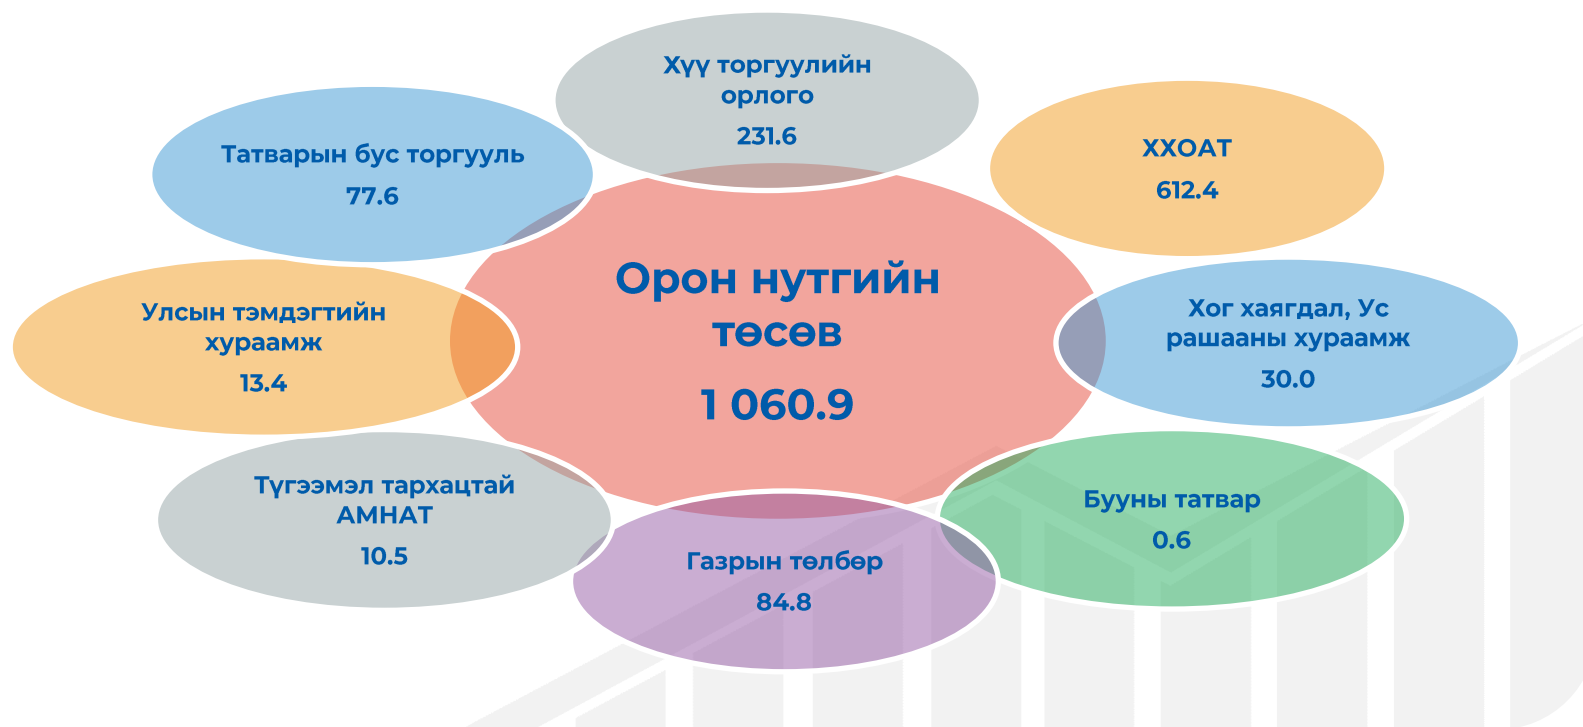 Хүү торгуулийн
орлого
231.6
ХХОАТ
612.4
Татварын бус торгууль
77.6
Орон нутгийн
төсөв
1 060.9
Улсын тэмдэгтийн
хураамж
13.4
Хог хаягдал, Ус
рашааны хураамж
30.0
Түгээмэл тархацтай
АМНАТ
10.5
Бууны татвар
0.6
Газрын төлбөр
84.8